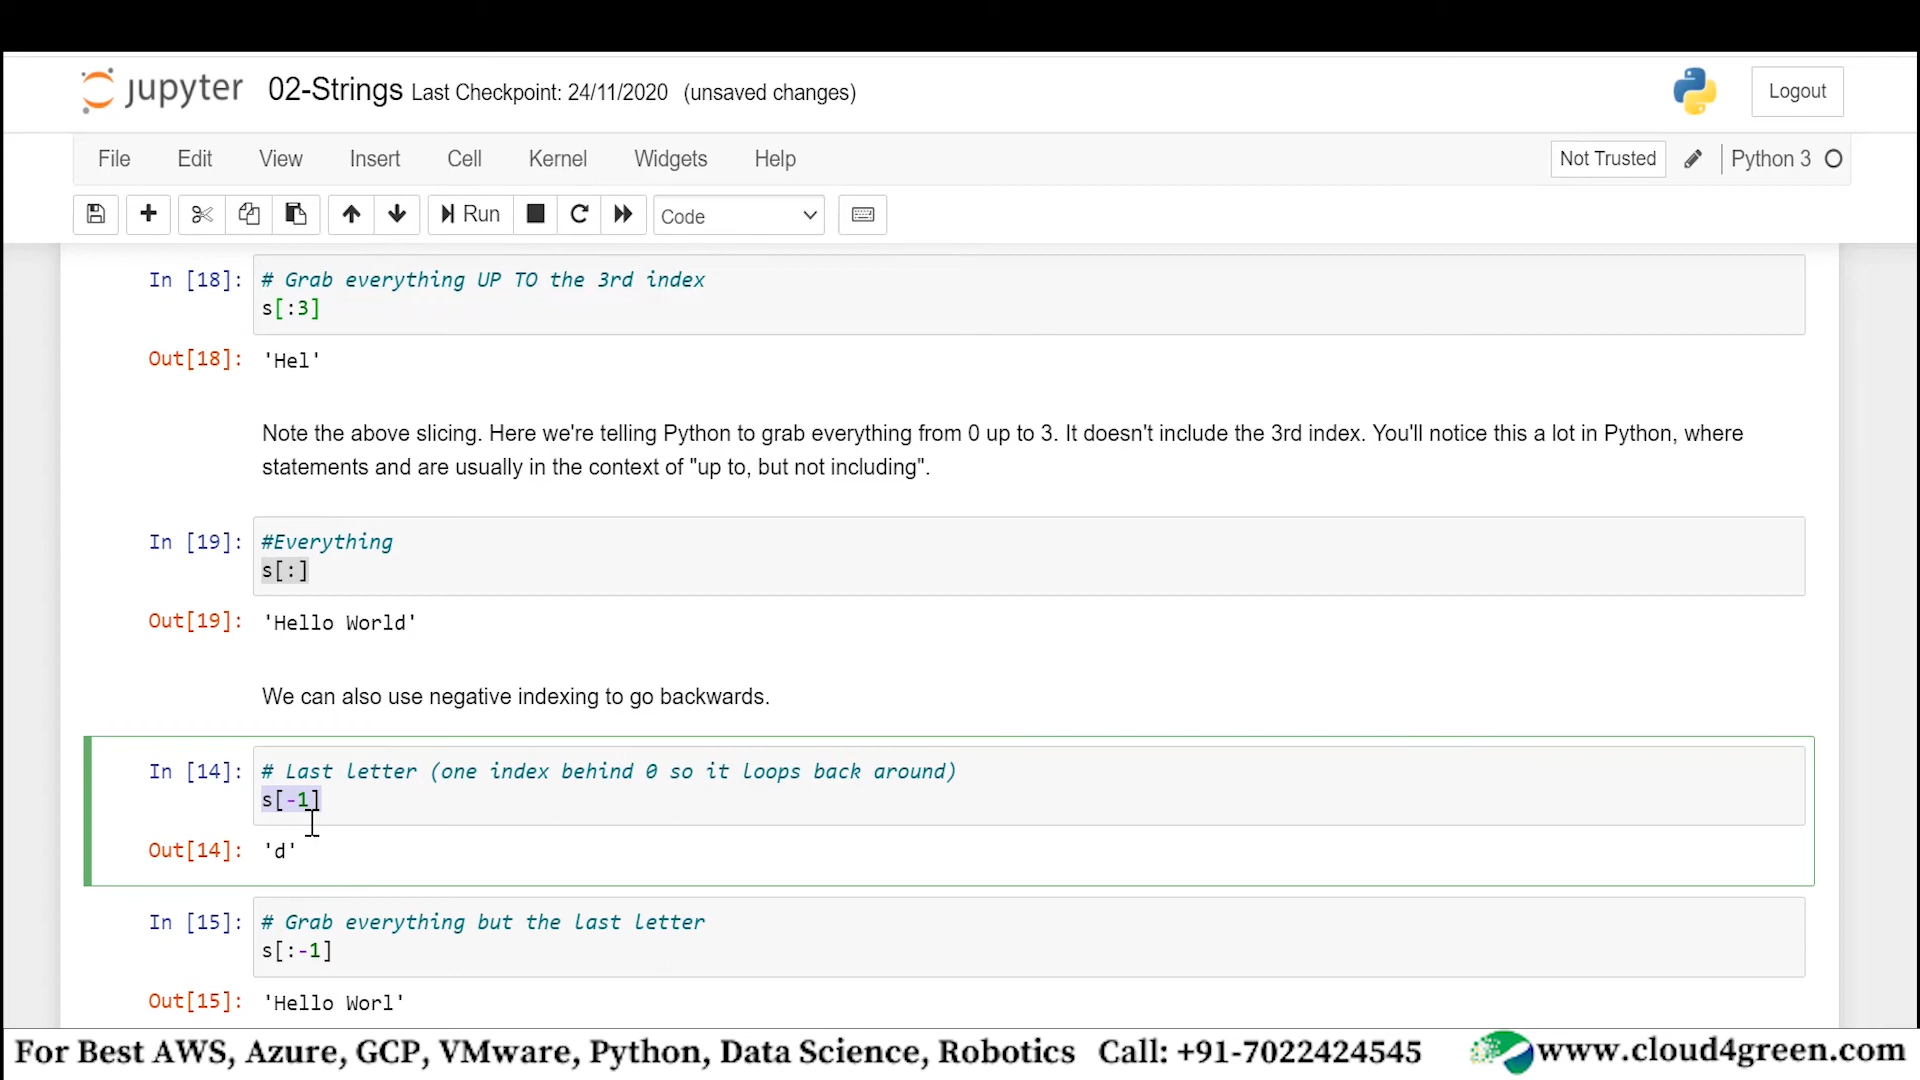 jupyter 02-Strings Last Checkpoint: 24/11/2020 (unsaved changes) Logout
File Edit View Insert Cell Kernel Widgets Help Not Trusted Python 3
Run Code
In [18]: # Grab everything UP TO the 3rd index
s[:3]
Out[18]: 'Hel'
Note the above slicing. Here we're telling Python to grab everything from 0 up to 3. It doesn't include the 3rd index. You'll notice this a lot in Python, where
statements and are usually in the context of "up to, but not including".
In [19]: #Everything
s[:]
Out[19]: 'Hello World'
We can also use negative indexing to go backwards.
In [14]: # Last letter (one index behind 0 so it loops back around)
s[-1]
Out[14]: 'd'
In [15]: # Grab everything but the last letter
s[:-1]
Out[15]: 'Hello Worl'
For Best AWS, Azure, GCP, VMware, Python, Data Science, Robotics Call: +91-7022424545 www.cloud4green.com